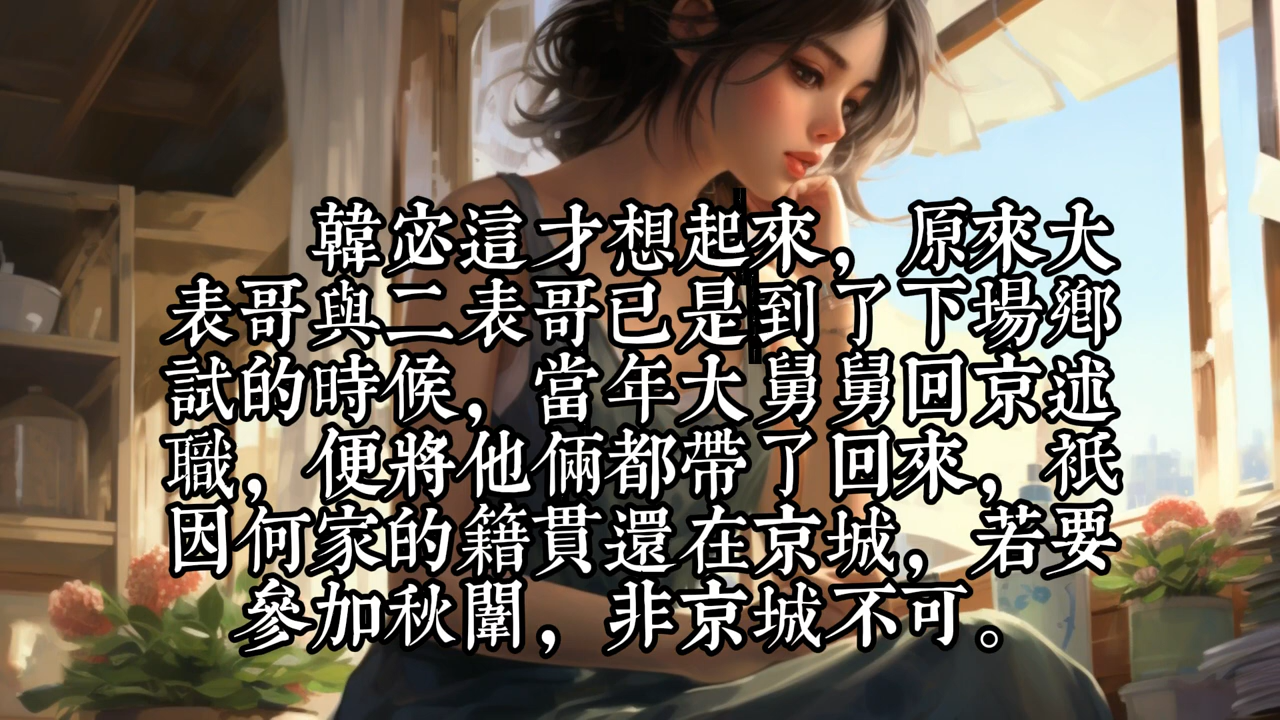 韓宓這才想起來，原來大
表哥與二表哥已是到了下場鄉
試的時候，當年大舅舅回京述
職，便將他倆都帶了回來，衹
因何家的籍貫還在京城，若要
參加秋闈，非京城不可。